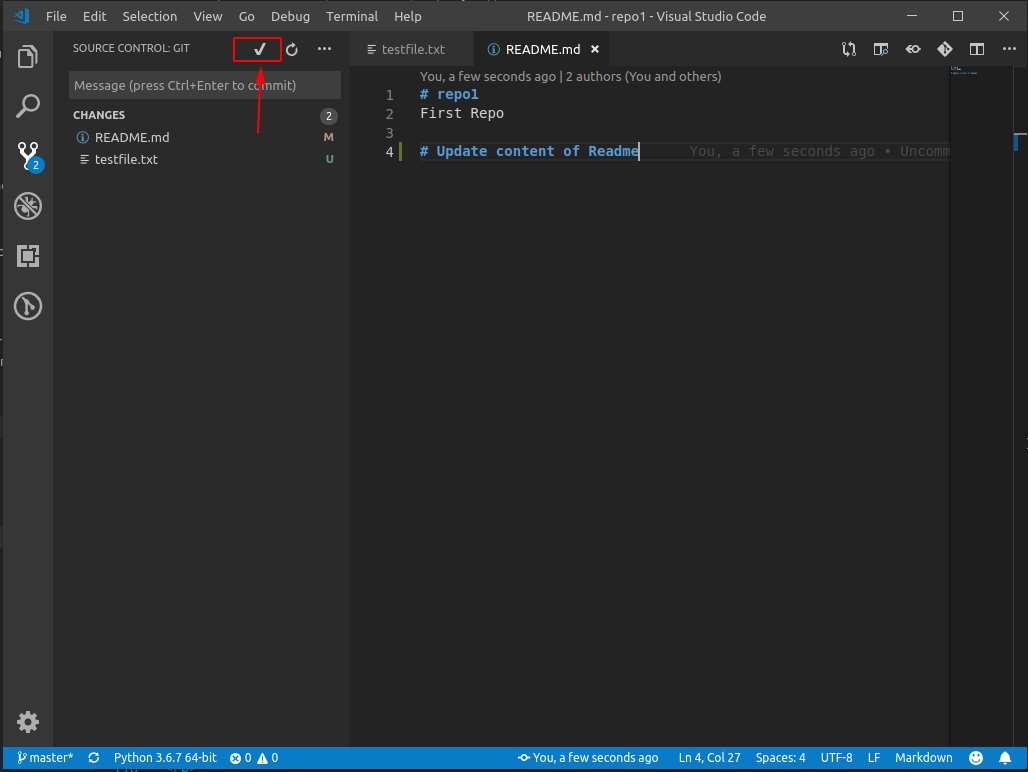 File Edit Selection View Go Debug Terminal Help README.md - repo1 - Visual Studio Code
SOURCE CONTROL: GIT
testfile.txt README.md
Message (press Ctrl+Enter to commit)
CHANGES 2
README.md M
testfile.txt U
2
You, a few seconds ago | 2 authors (You and others)
1 # repo1
2 First Repo
3
4 # Update content of Readme You, a few seconds ago • Uncomm
master* Python 3.6.7 64-bit 0 0 You, a few seconds ago Ln 4, Col 27 Spaces: 4 UTF-8 LF Markdown